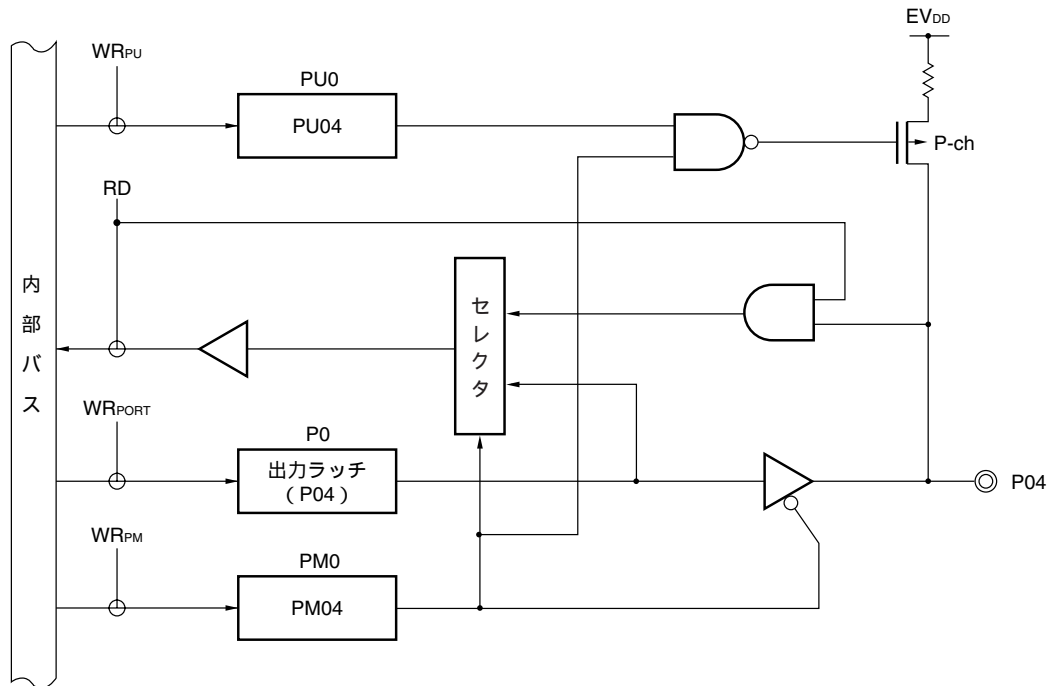 EVDD
WRPU
PU0
PU04
P-ch
RD
内部バス
セレクタ
WRPORT
P0
出力ラッチ
(P04)
P04
WRPM
PM0
PM04